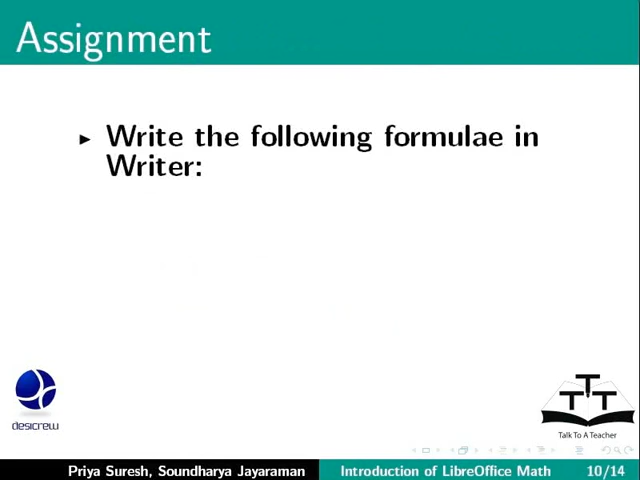 Assignment
Write the following formulae in
Writer:
desicrew
T T T
Talk To A Teacher
Priya Suresh, Soundharya Jayaraman Introduction of LibreOffice Math 10/14